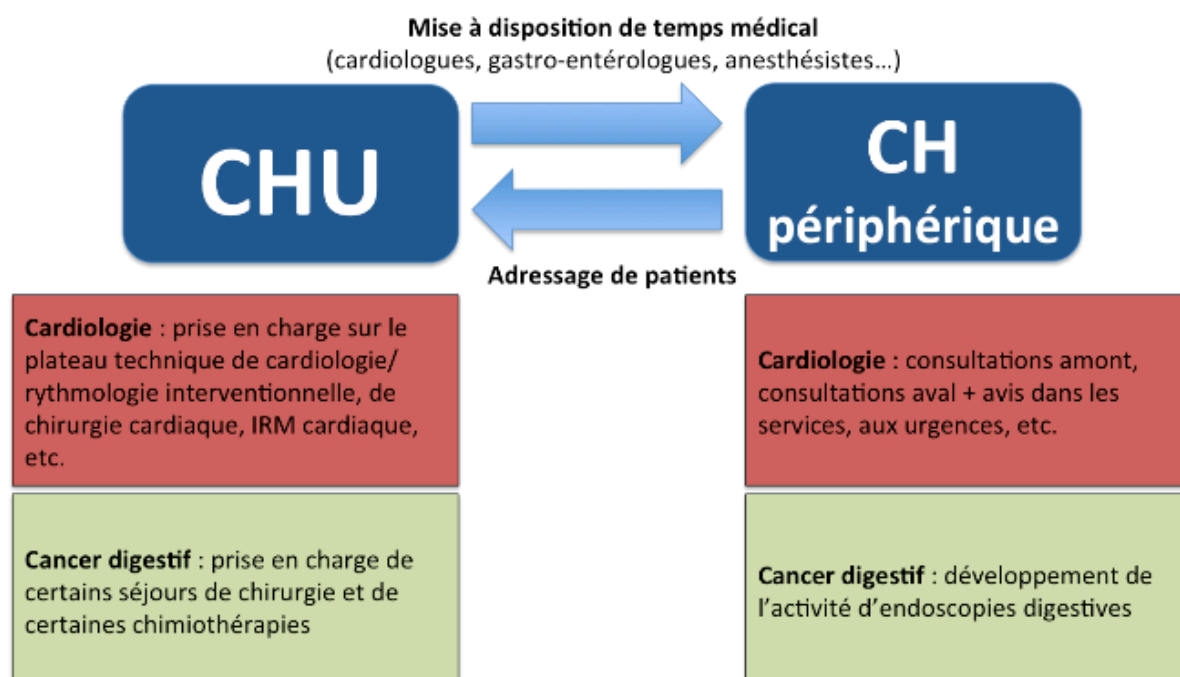 Mise à disposition de temps médical
(cardiologues, gastro-entérologues, anesthésistes…)
CHU
CH
périphérique
Adressage de patients
Cardiologie : prise en charge sur le
plateau technique de cardiologie/
rythmologie interventionnelle, de
chirurgie cardiaque, IRM cardiaque,
etc.
Cardiologie : consultations amont,
consultations aval + avis dans les
services, aux urgences, etc.
Cancer digestif : prise en charge de
certains séjours de chirurgie et de
certaines chimiothérapies
Cancer digestif : développement de
l’activité d’endoscopies digestives